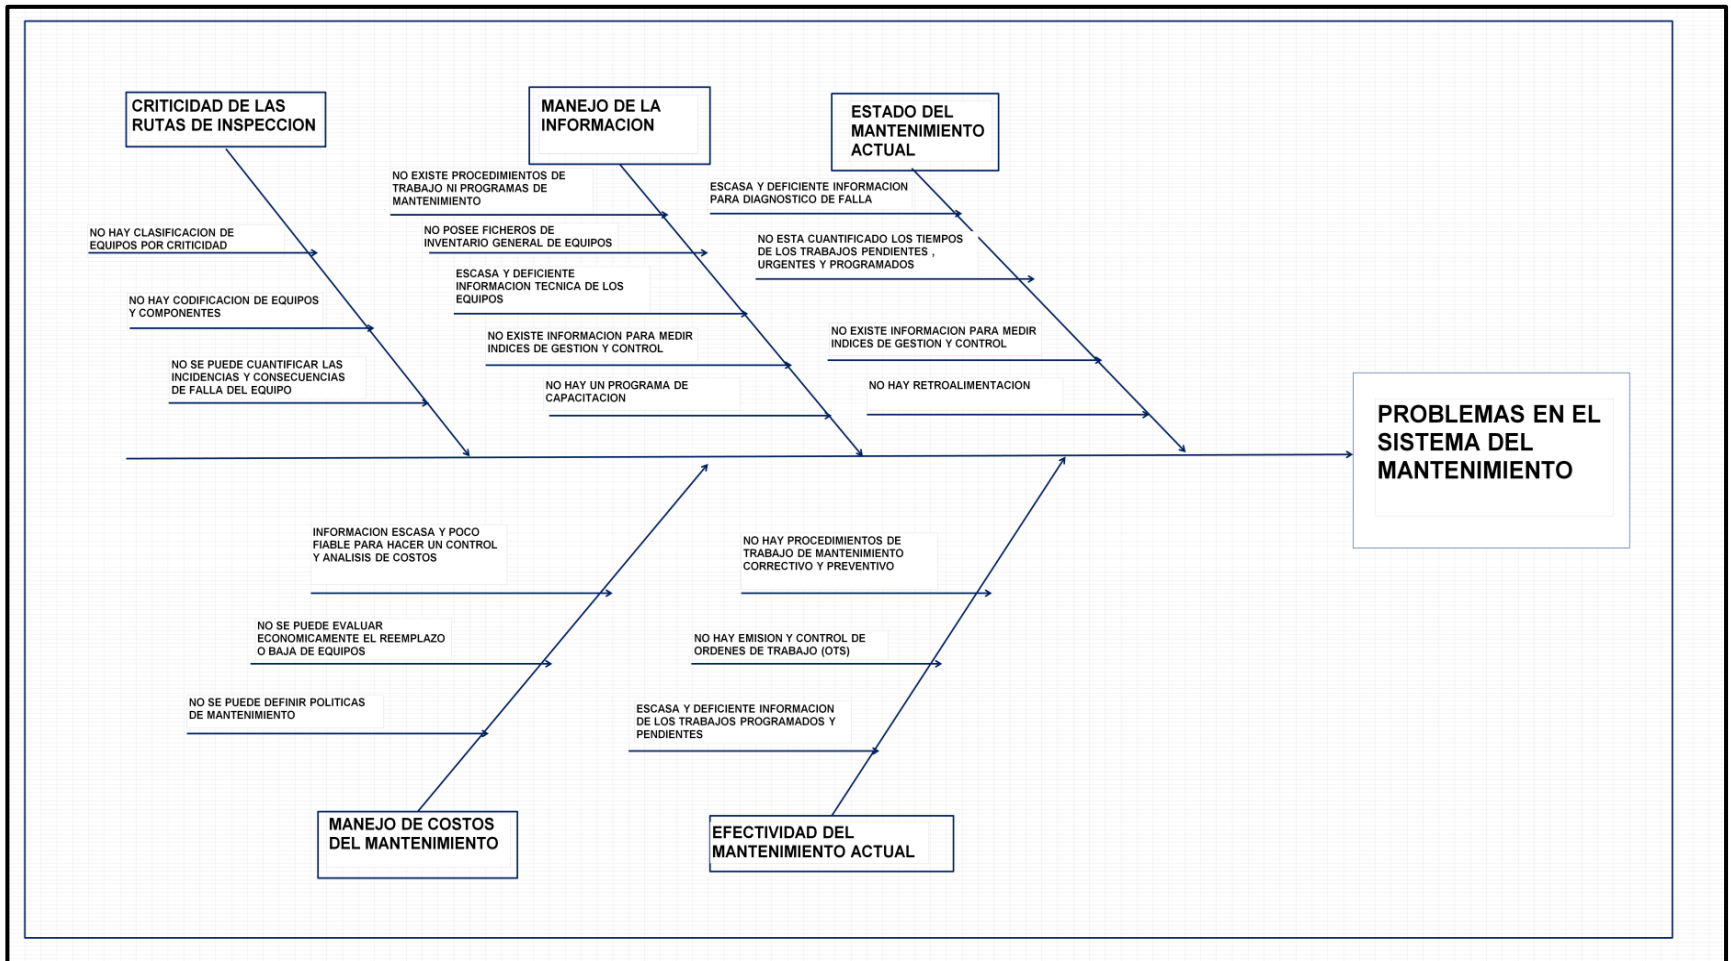 CRITICIDAD DE LAS
RUTAS DE INSPECCION
NO HAY CLASIFICACION DE
EQUIPOS POR CRITICIDAD
NO HAY CODIFICACION DE EQUIPOS
Y COMPONENTES
NO SE PUEDE CUANTIFICAR LAS
INCIDENCIAS Y CONSECUENCIAS
DE FALLA DEL EQUIPO
MANEJO DE LA
INFORMACION
NO EXISTE PROCEDIMIENTOS DE
TRABAJO NI PROGRAMAS DE
MANTENIMIENTO
NO POSEE FICHEROS DE
INVENTARIO GENERAL DE EQUIPOS
ESCASA Y DEFICIENTE
INFORMACION TECNICA DE LOS
EQUIPOS
NO EXISTE INFORMACION PARA MEDIR
INDICES DE GESTION Y CONTROL
NO HAY UN PROGRAMA DE
CAPACITACION
ESTADO DEL
MANTENIMIENTO
ACTUAL
ESCASA Y DEFICIENTE INFORMACION
PARA DIAGNOSTICO DE FALLA
NO ESTA CUANTIFICADO LOS TIEMPOS
DE LOS TRABAJOS PENDIENTES ,
URGENTES Y PROGRAMADOS
NO EXISTE INFORMACION PARA MEDIR
INDICES DE GESTION Y CONTROL
NO HAY RETROALIMENTACION
PROBLEMAS EN EL
SISTEMA DEL
MANTENIMIENTO
INFORMACION ESCASA Y POCO
FIABLE PARA HACER UN CONTROL
Y ANALISIS DE COSTOS
NO SE PUEDE EVALUAR
ECONOMICAMENTE EL REEMPLAZO
O BAJA DE EQUIPOS
NO SE PUEDE DEFINIR POLITICAS
DE MANTENIMIENTO
MANEJO DE COSTOS
DEL MANTENIMIENTO
NO HAY PROCEDIMIENTOS DE
TRABAJO DE MANTENIMIENTO
CORRECTIVO Y PREVENTIVO
NO HAY EMISION Y CONTROL DE
ORDENES DE TRABAJO (OTS)
ESCASA Y DEFICIENTE INFORMACION
DE LOS TRABAJOS PROGRAMADOS Y
PENDIENTES
EFECTIVIDAD DEL
MANTENIMIENTO ACTUAL